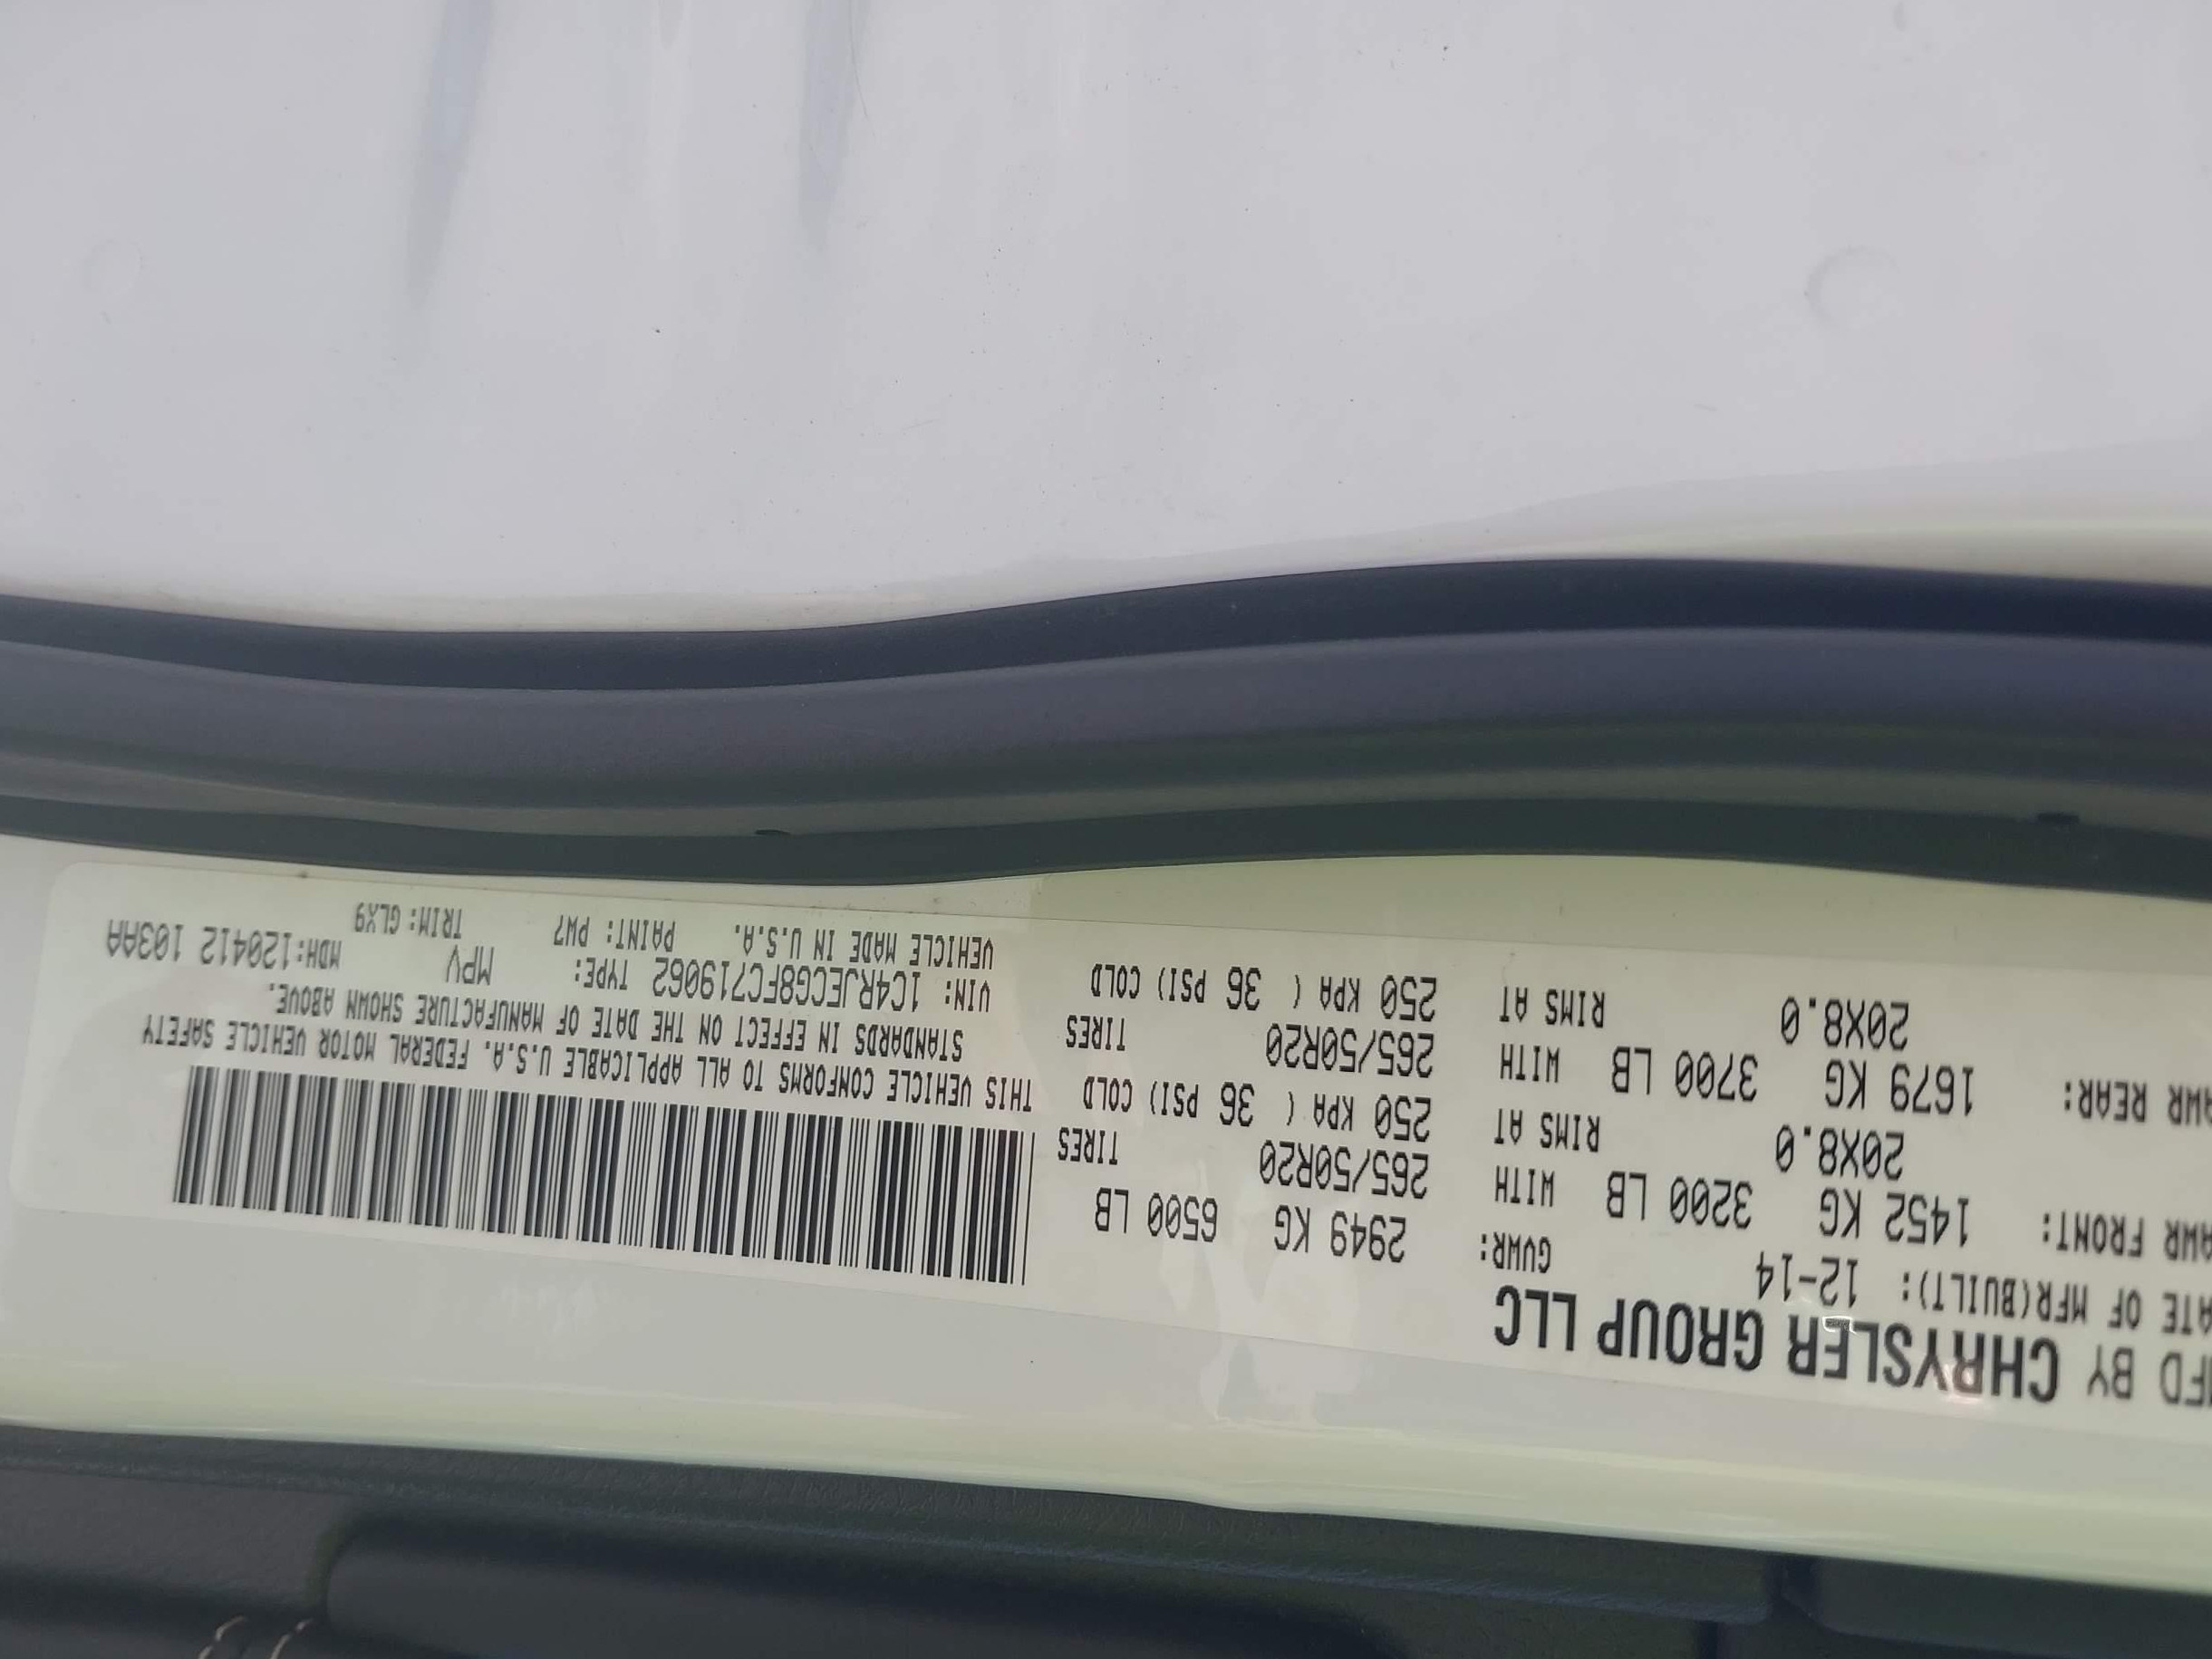 MFD BY CHRYSLER GROUP LLC
ATE OF MFR(BUILT): 12-14 GVWR: 2949 KG 6500 LB
AWR FRONT: 1452 KG 3200 LB WITH 265/50R20 TIRES
20X8.0 RIMS AT 250 KPA ( 36 PSI) COLD
AWR REAR: 1679 KG 3700 LB WITH 265/50R20 TIRES
20X8.0 RIMS AT 250 KPA ( 36 PSI) COLD
THIS VEHICLE CONFORMS TO ALL APPLICABLE U.S.A. FEDERAL MOTOR VEHICLE SAFETY
STANDARDS IN EFFECT ON THE DATE OF MANUFACTURE SHOWN ABOVE.
VIN: 1C4RJECG8FC719062 TYPE: MPV MDH:120412 103AA
VEHICLE MADE IN U.S.A. PAINT: PW7 TRIM:GLX9